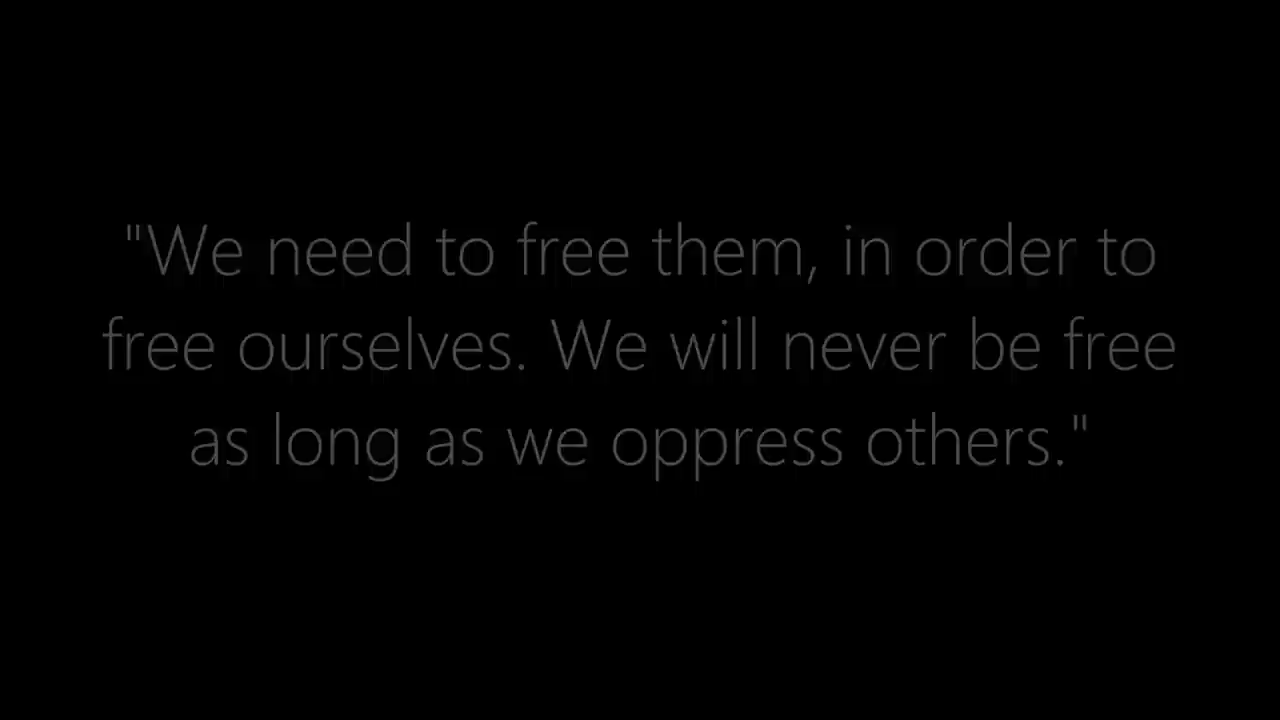 "We need to free them, in order to
free ourselves. We will never be free
as long as we oppress others."